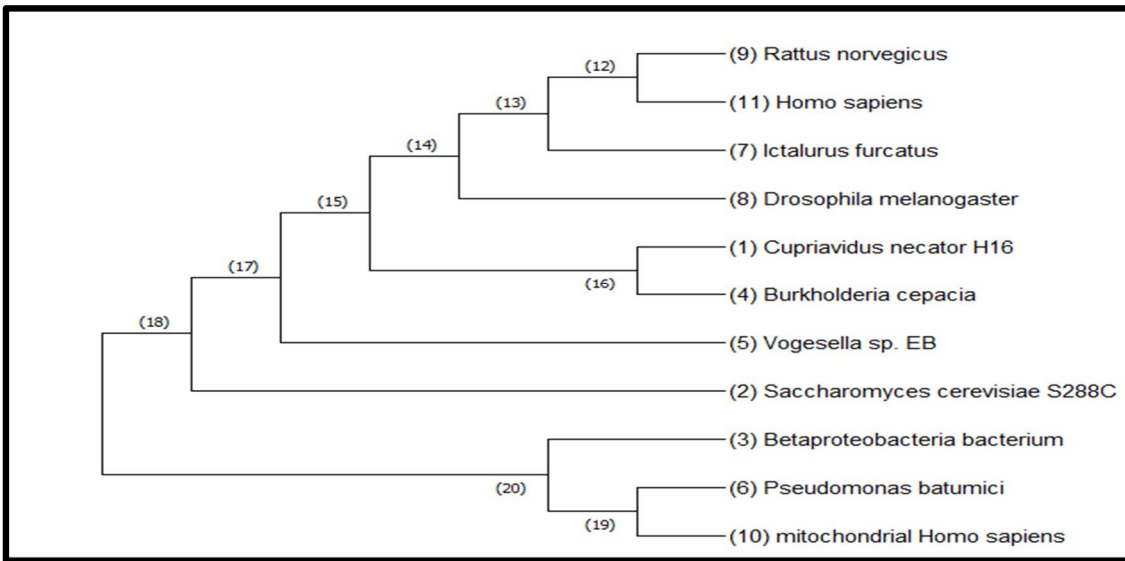 (9) Rattus norvegicus
(12)
(11) Homo sapiens
(13)
(7) Ictalurus furcatus
(14)
(8) Drosophila melanogaster
(15)
(1) Cupriavidus necator H16
(17)
(16)
(4) Burkholderia cepacia
(18)
(5) Vogesella sp. EB
(2) Saccharomyces cerevisiae S288C
(3) Betaproteobacteria bacterium
(20)
(6) Pseudomonas batumici
(19)
(10) mitochondrial Homo sapiens